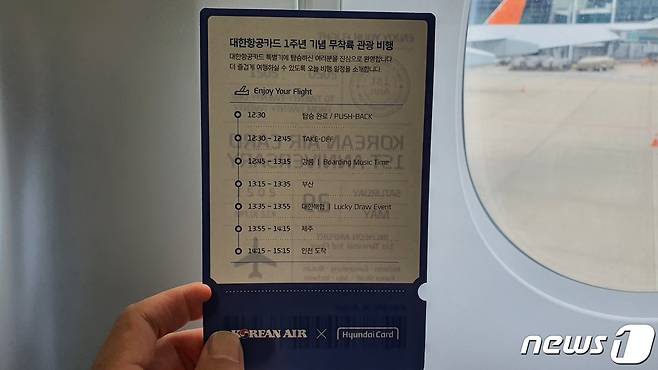 대한항공카드 1주년 기념 무착륙 관광 비행
대한항공카드 특별기에 탑승하신 여러분을 진심으로 환영합니다
더 즐겁게 여행하실 수 있도록 오늘 비행 일정을 소개합니다.
Enjoy Your Flight
12:30 탑승 완료 / PUSH-BACK
12:30 - 12:45 TAKE-OFF
12:45 - 13:15 강릉 | Boarding Music Time
13:15 - 13:35 부산
13:35 - 13:55 대한해협 | Lucky Draw Event
13:55 - 14:15 제주
14:15 - 15:15 인천 도착
KOREAN AIR × HyundaiCard
news1